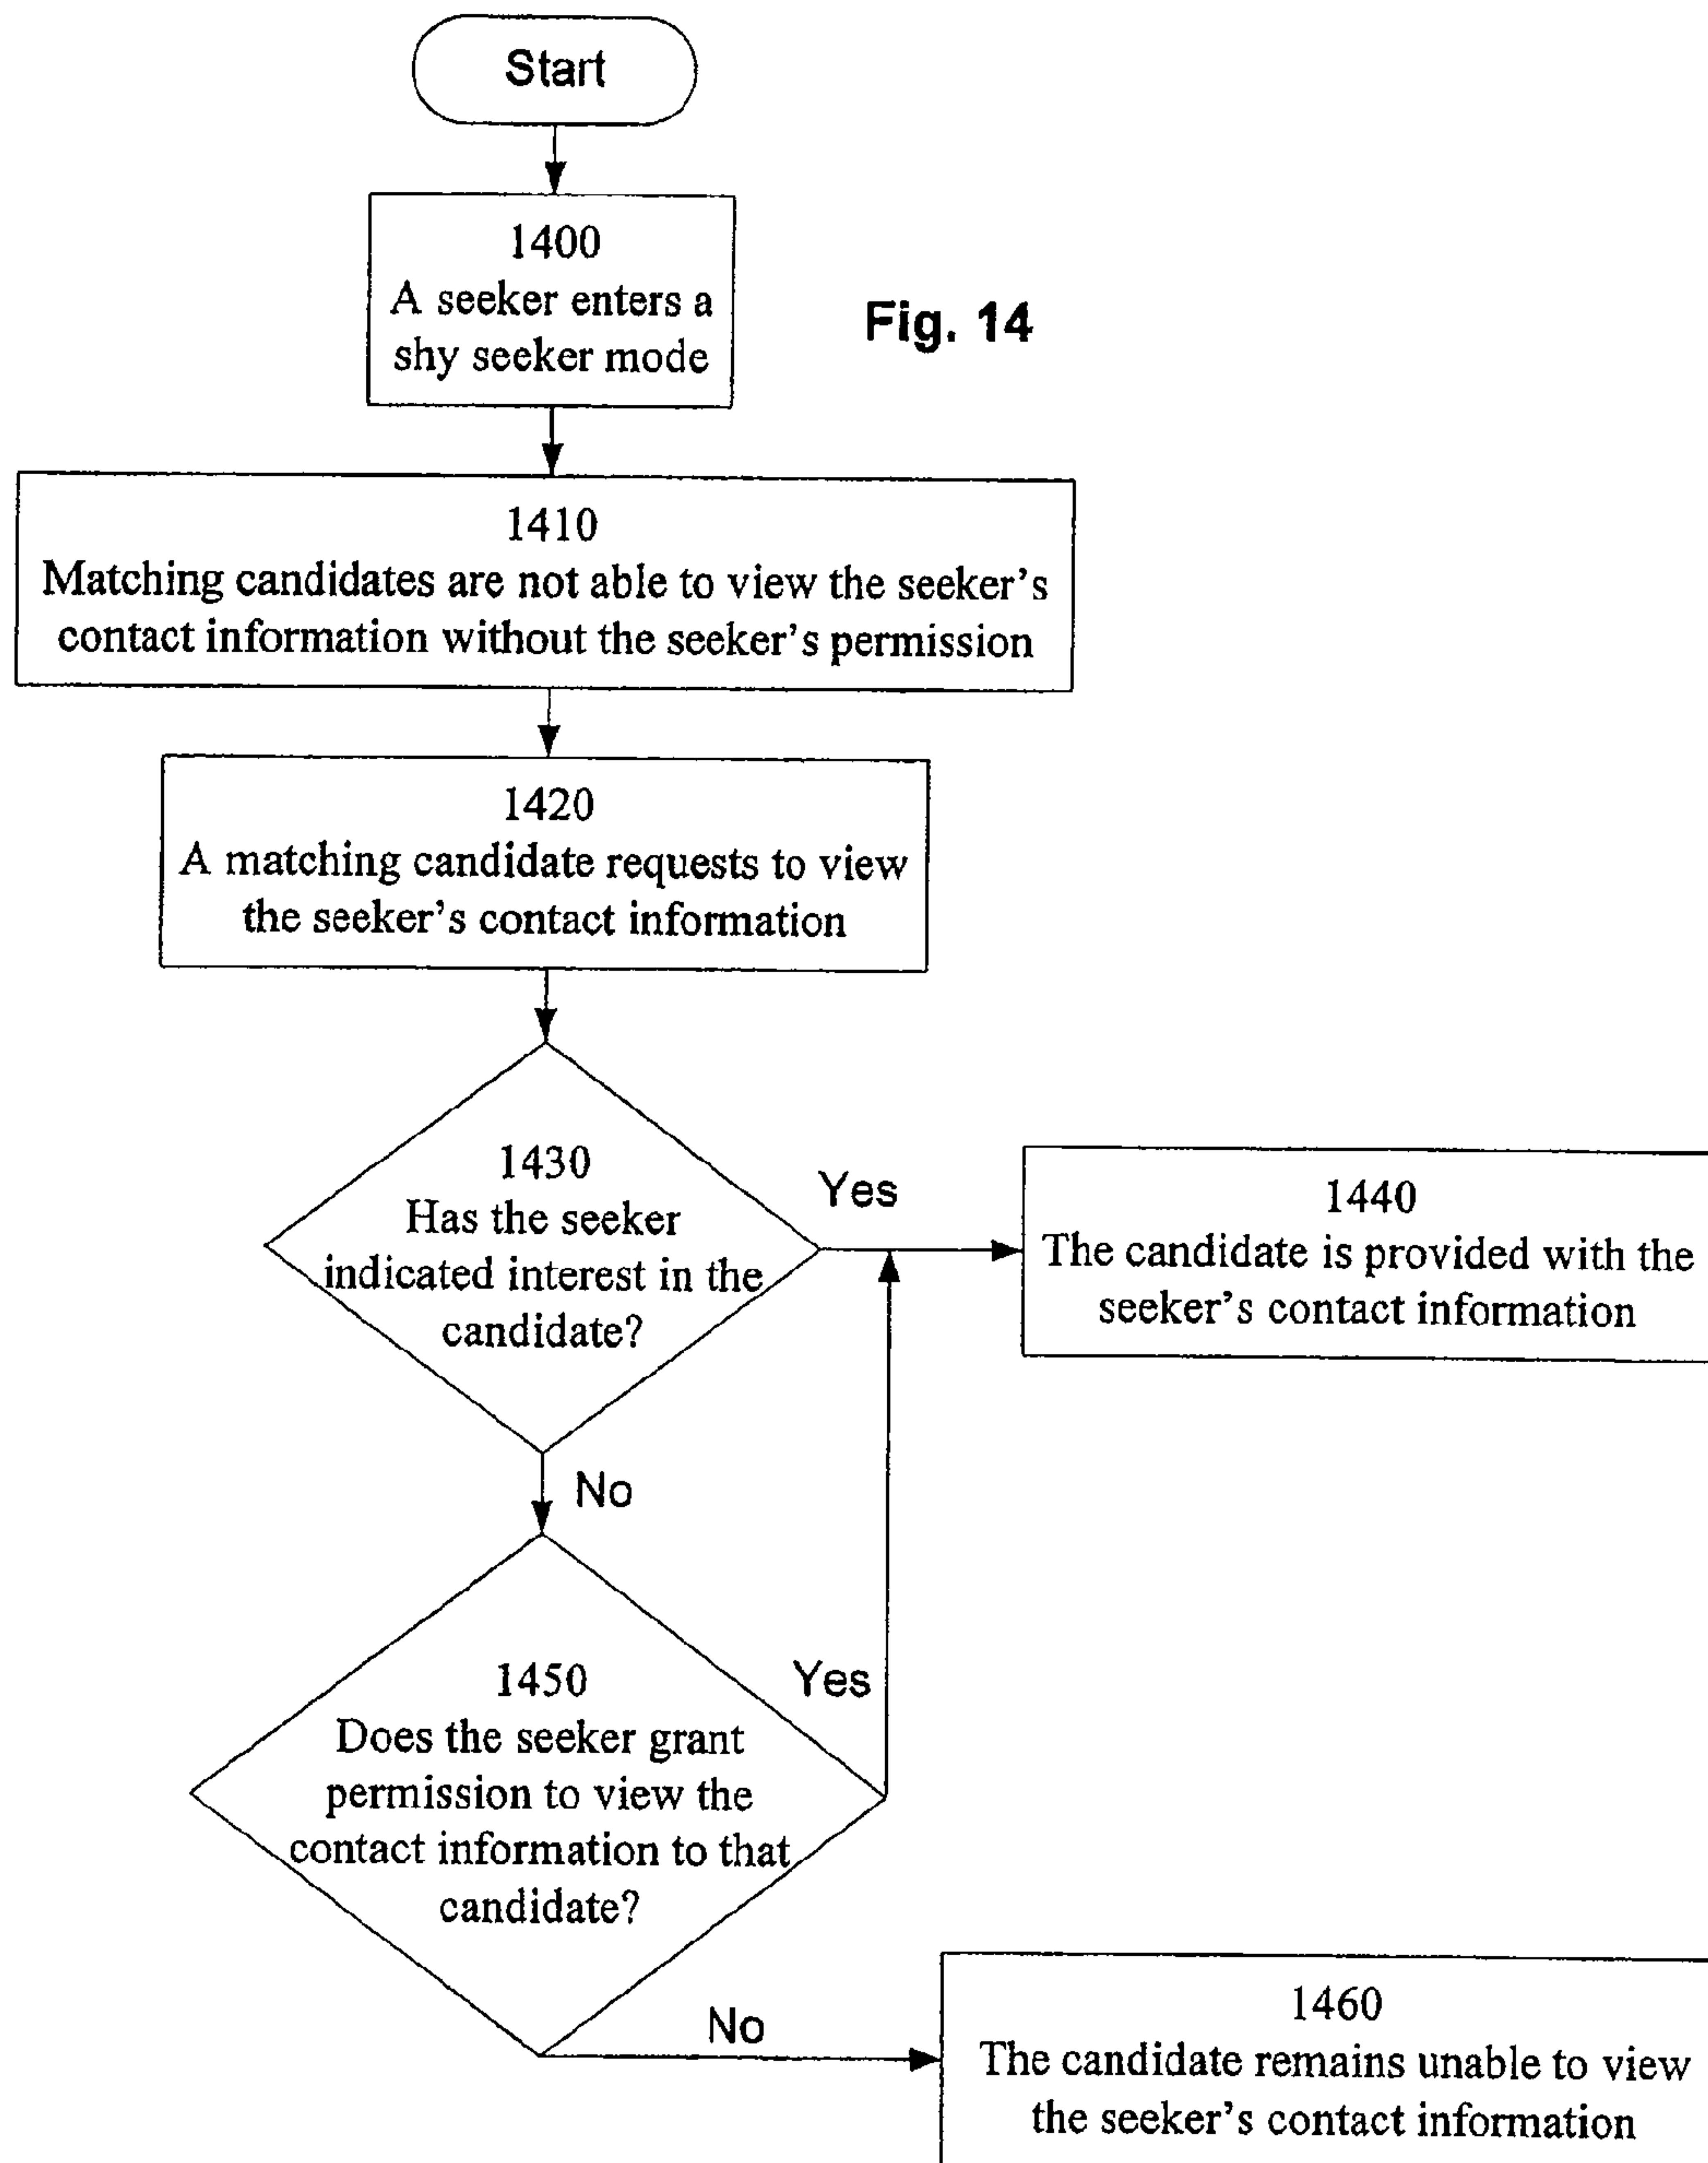 Start
1400
A seeker enters a
shy seeker mode
Fig. 14
1410
Matching candidates are not able to view the seeker's
contact information without the seeker's permission
1420
A matching candidate requests to view
the seeker's contact information
1430
Has the seeker
indicated interest in the
candidate?
Yes
1440
The candidate is provided with the
seeker's contact information
No
1450
Does the seeker grant
permission to view the
contact information to that
candidate?
Yes
No
1460
The candidate remains unable to view
the seeker's contact information